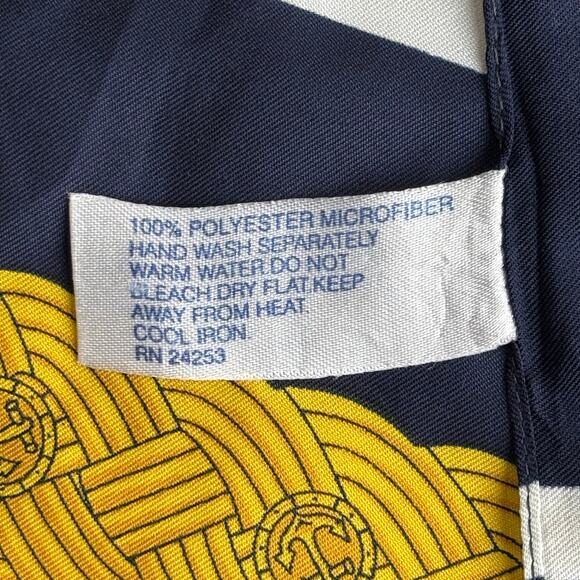 100% POLYESTER MICROFIBER
HAND WASH SEPARATELY
WARM WATER.DO NOT
BLEACH DRY FLAT KEEP
AWAY FROM HEAT.
COOL IRON.
RN 24253